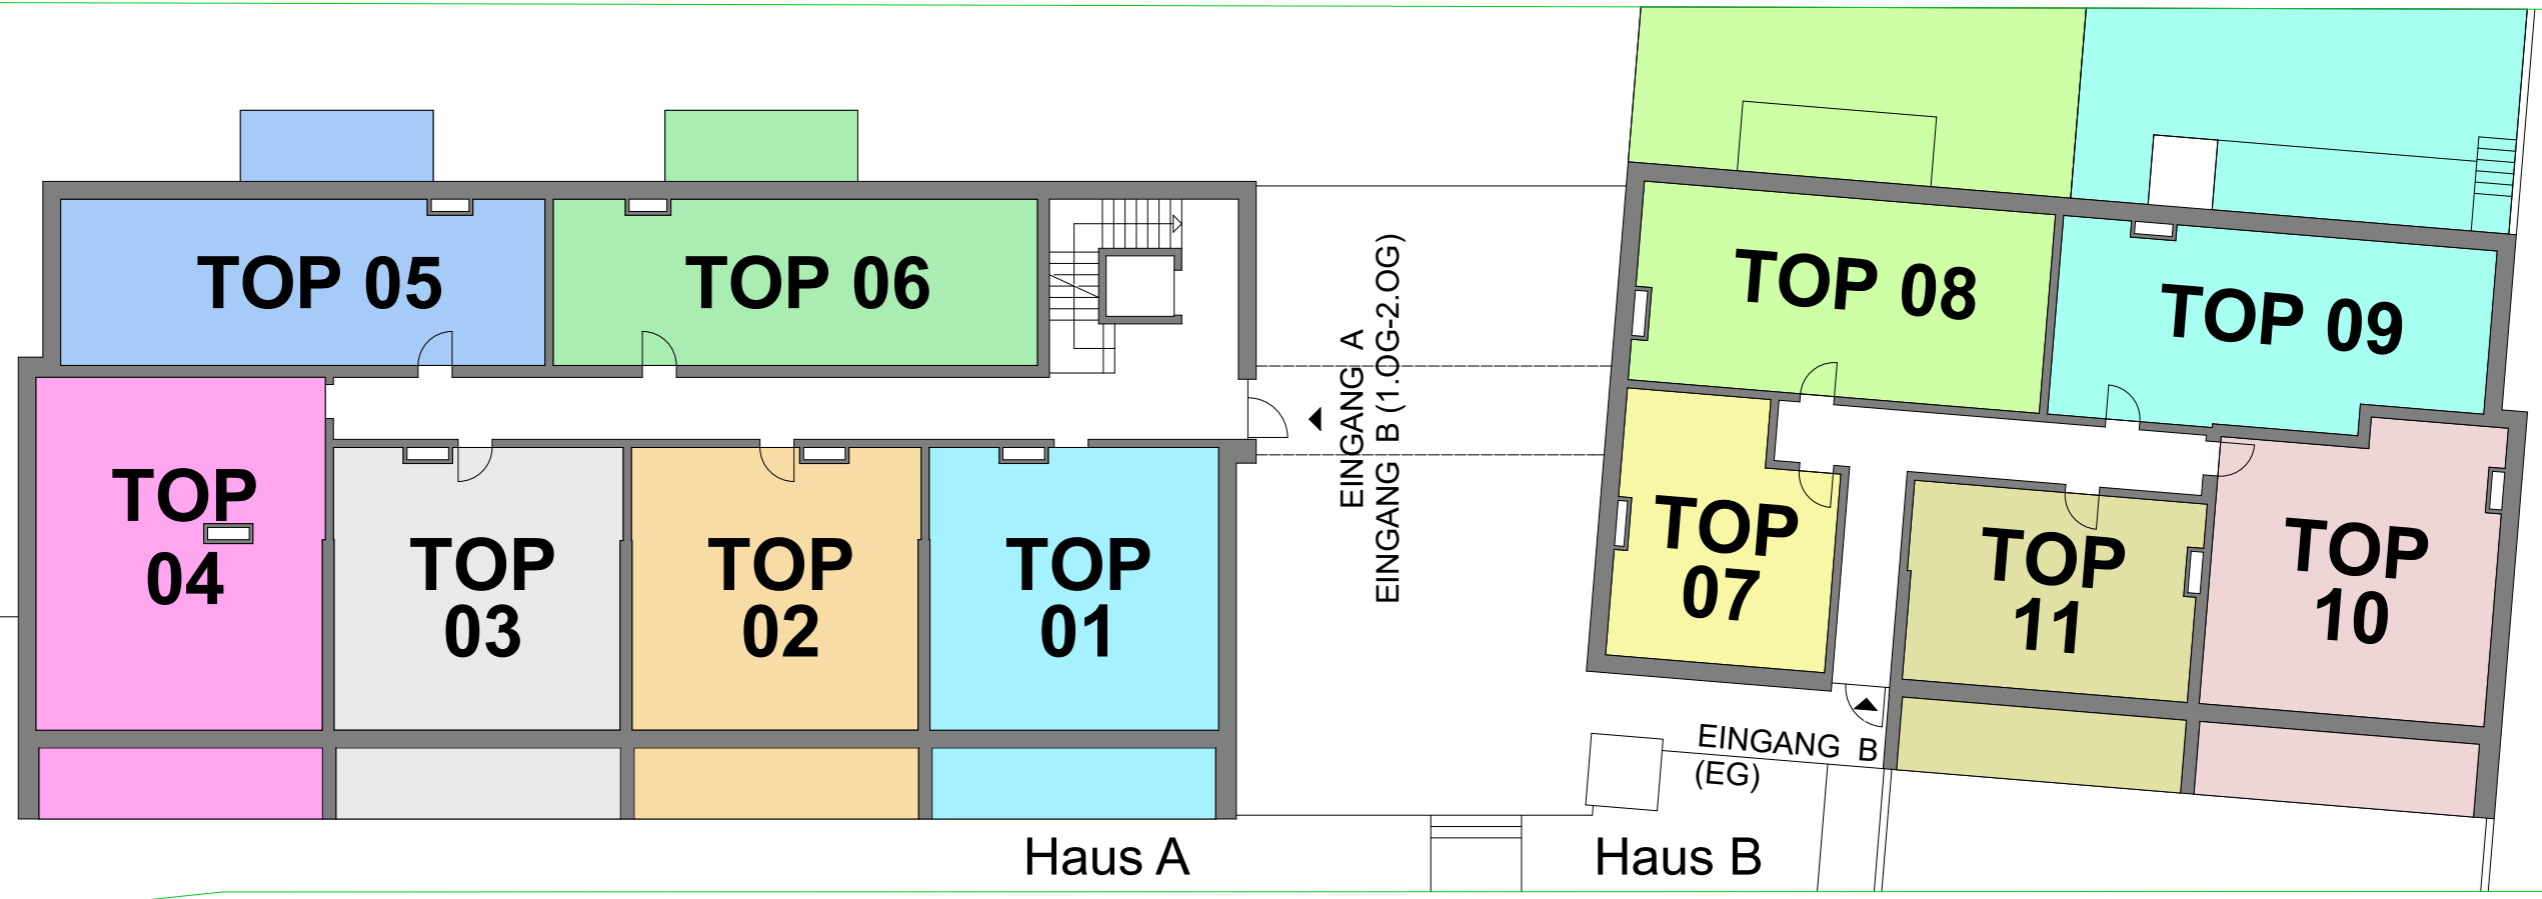 TOP 05
TOP 06
TOP
04
TOP
03
TOP
02
TOP
01
EINGANG A
EINGANG B (1.OG-2.OG)
TOP 08
TOP 09
TOP
07
TOP
11
TOP
10
EINGANG B
(EG)
Haus A
Haus B